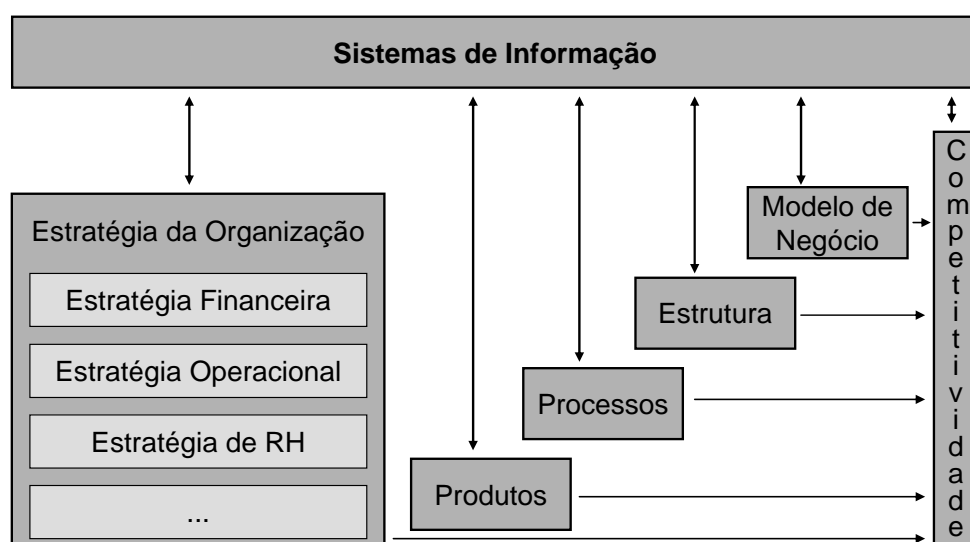 Sistemas de Informação
Estratégia da Organização
Estratégia Financeira
Estratégia Operacional
Estratégia de RH
...
Produtos
Processos
Estrutura
Modelo de
Negócio
Competitividade